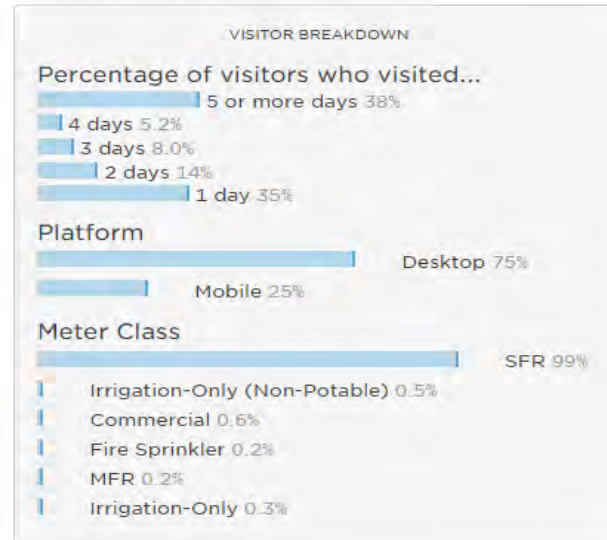 VISITOR BREAKDOWN
Percentage of visitors who visited...
5 or more days 38%
4 days 5.2%
3 days 8.0%
2 days 14%
1 day 35%
Platform
Desktop 75%
Mobile 25%
Meter Class
SFR 99%
Irrigation-Only (Non-Potable) 0.5%
Commercial 0.6%
Fire Sprinkler 0.2%
MFR 0.2%
Irrigation-Only 0.3%